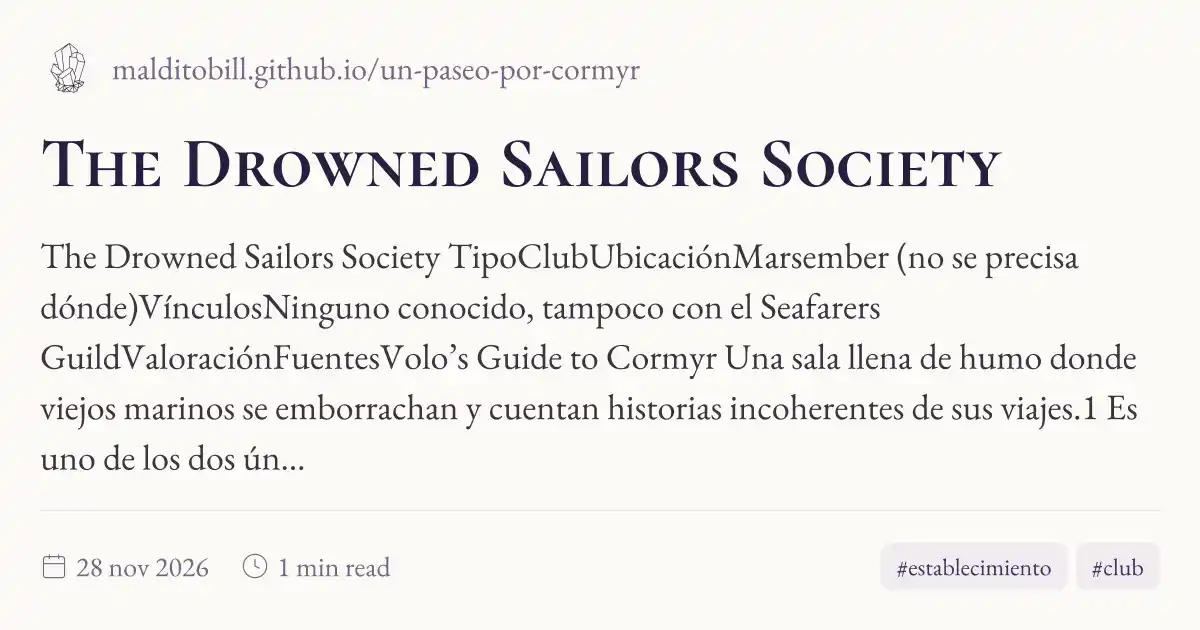 malditobill.github.io/un-paseo-por-cormyr
The Drowned Sailors Society
The Drowned Sailors Society TipoClubUbicaciónMarsember (no se precisa
dónde)VínculosNinguno conocido, tampoco con el Seafarers
GuildValoraciónFuentesVolo’s Guide to Cormyr Una sala llena de humo donde
viejos marinos se emborrachan y cuentan historias incoherentes de sus viajes.1 Es
uno de los dos ún...
28 nov 2026 1 min read #establecimiento #club